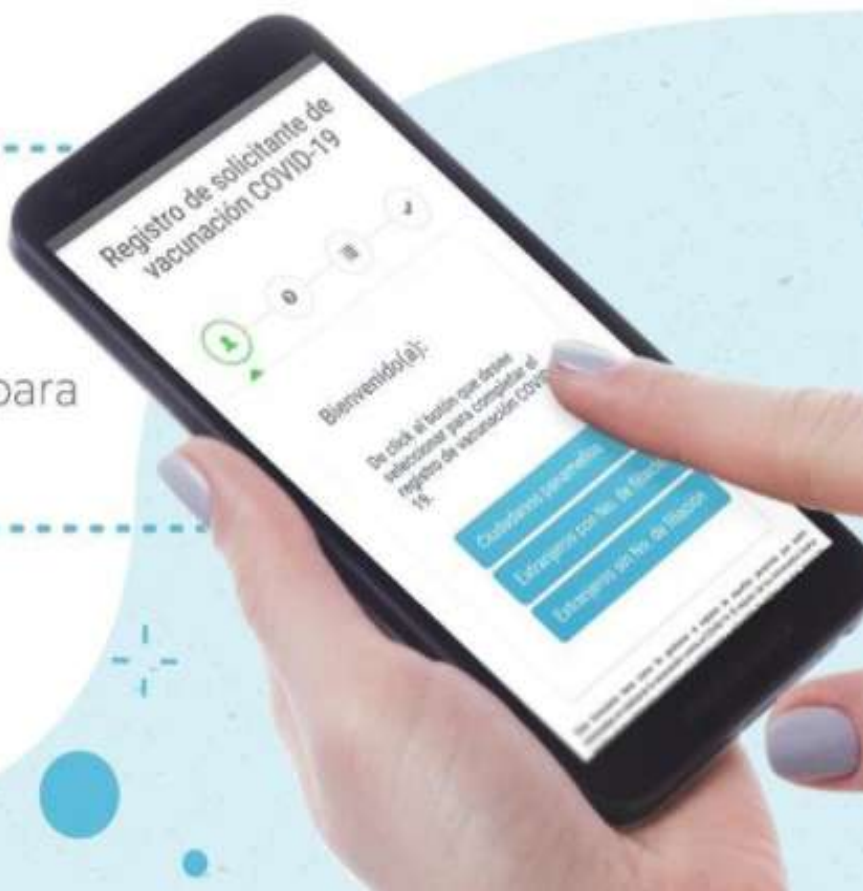 Registro de solicitante de
vacunación COVID-19
para
Bienvenido(a):
De click al botón que desee
seleccionar para completar el
registro de vacunación COVID-
19.
Ciudadanos panameños
Extranjeros con No. de filiación
Extranjeros sin No. de filiación